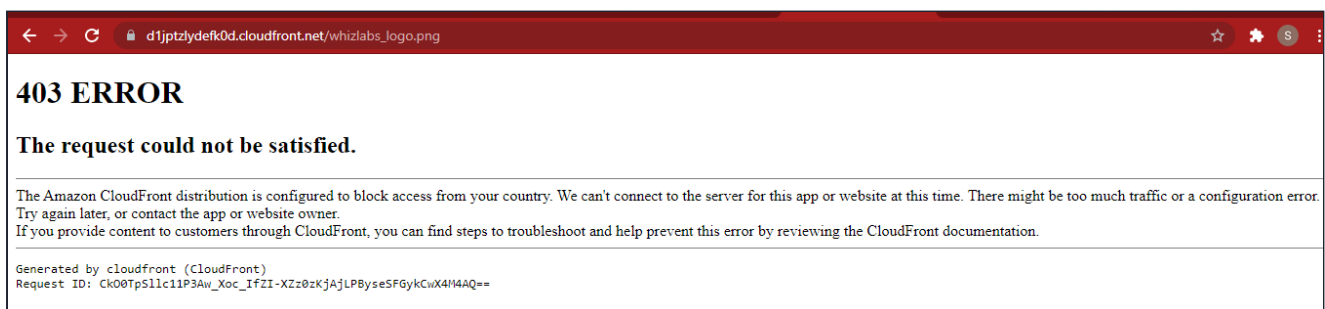 d1jptzlydefk0d.cloudfront.net/whizlabs_logo.png
S
403 ERROR
The request could not be satisfied.
The Amazon CloudFront distribution is configured to block access from your country. We can't connect to the server for this app or website at this time. There might be too much traffic or a configuration error.
Try again later, or contact the app or website owner.
If you provide content to customers through CloudFront, you can find steps to troubleshoot and help prevent this error by reviewing the CloudFront documentation.
Generated by cloudfront (CloudFront)
Request ID: CkO0TpSllc11P3Aw_Xoc_IfZI-XZz0zKjAjLPByseSFGykCwX4M4AQ==